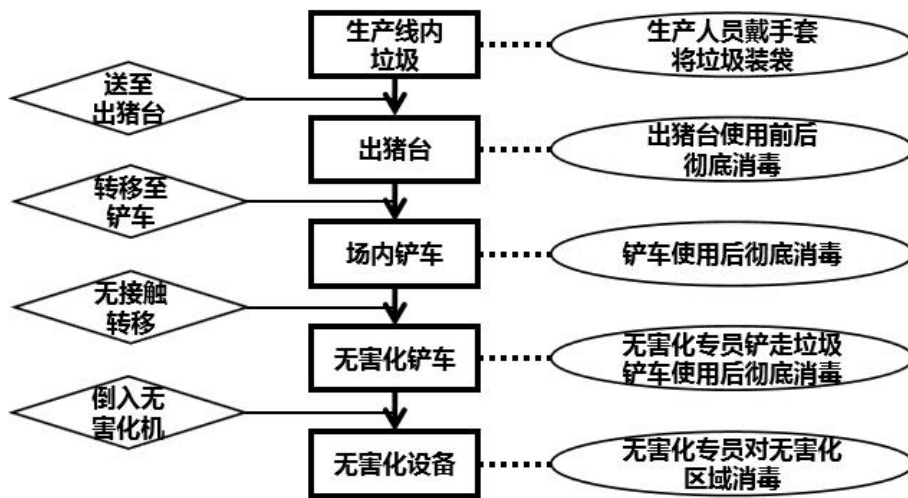 生产线内
垃圾
生产人员戴手套
将垃圾装袋
送至
出猪台
出猪台
出猪台使用前后
彻底消毒
转移至
铲车
场内铲车
铲车使用后彻底消毒
无接触
转移
无害化铲车
无害化专员铲走垃圾
铲车使用后彻底消毒
倒入无
害化机
无害化设备
无害化专员对无害化
区域消毒